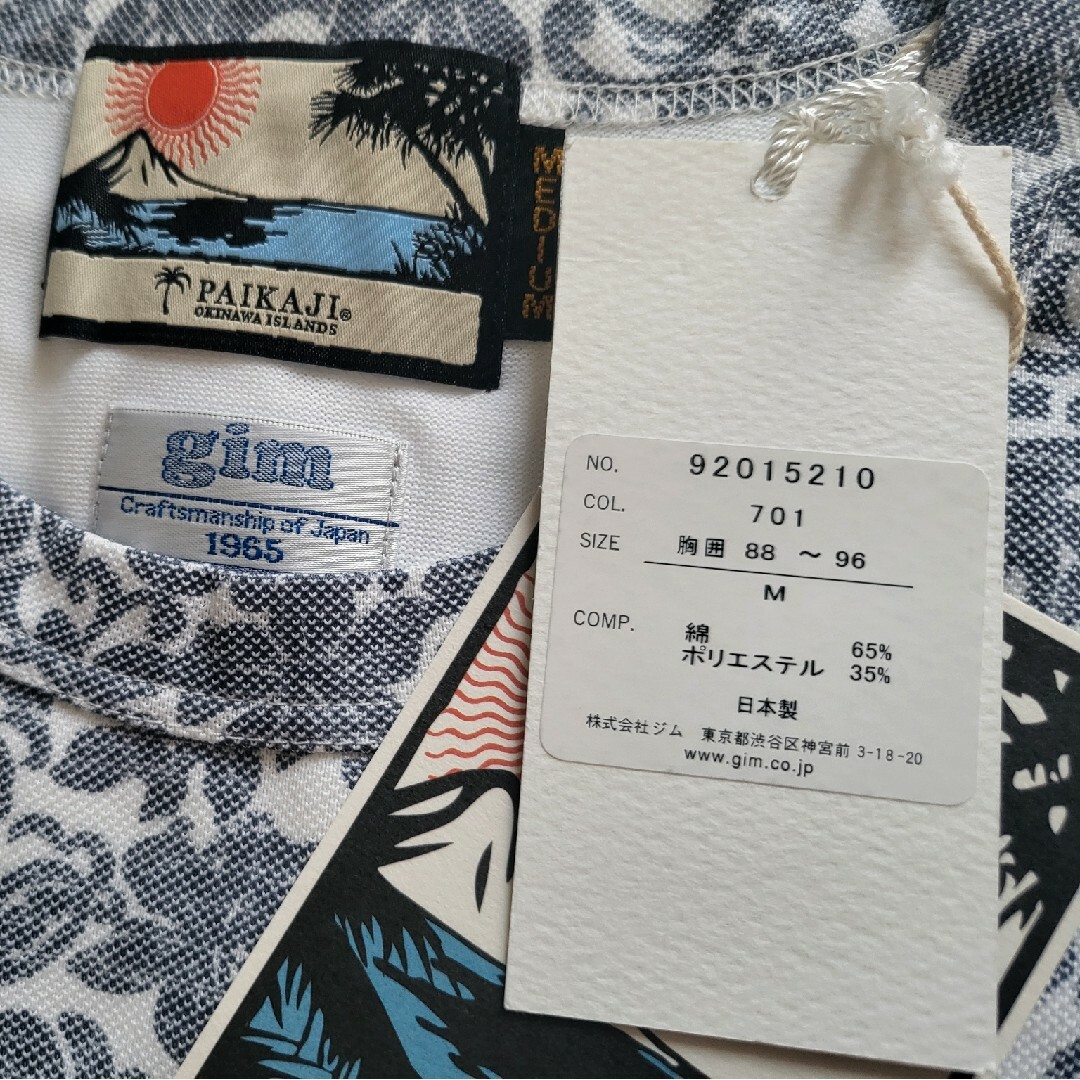 PAIKAJI®
OKINAWA ISLANDS
MEDIUM
gim
Craftsmanship of Japan
1965
NO. 92015210
COL. 701
SIZE 胸囲 88 ～ 96
M
COMP. 綿 65%
ポリエステル 35%
日本製
株式会社ジム 東京都渋谷区神宮前 3-18-20
www.gim.co.jp